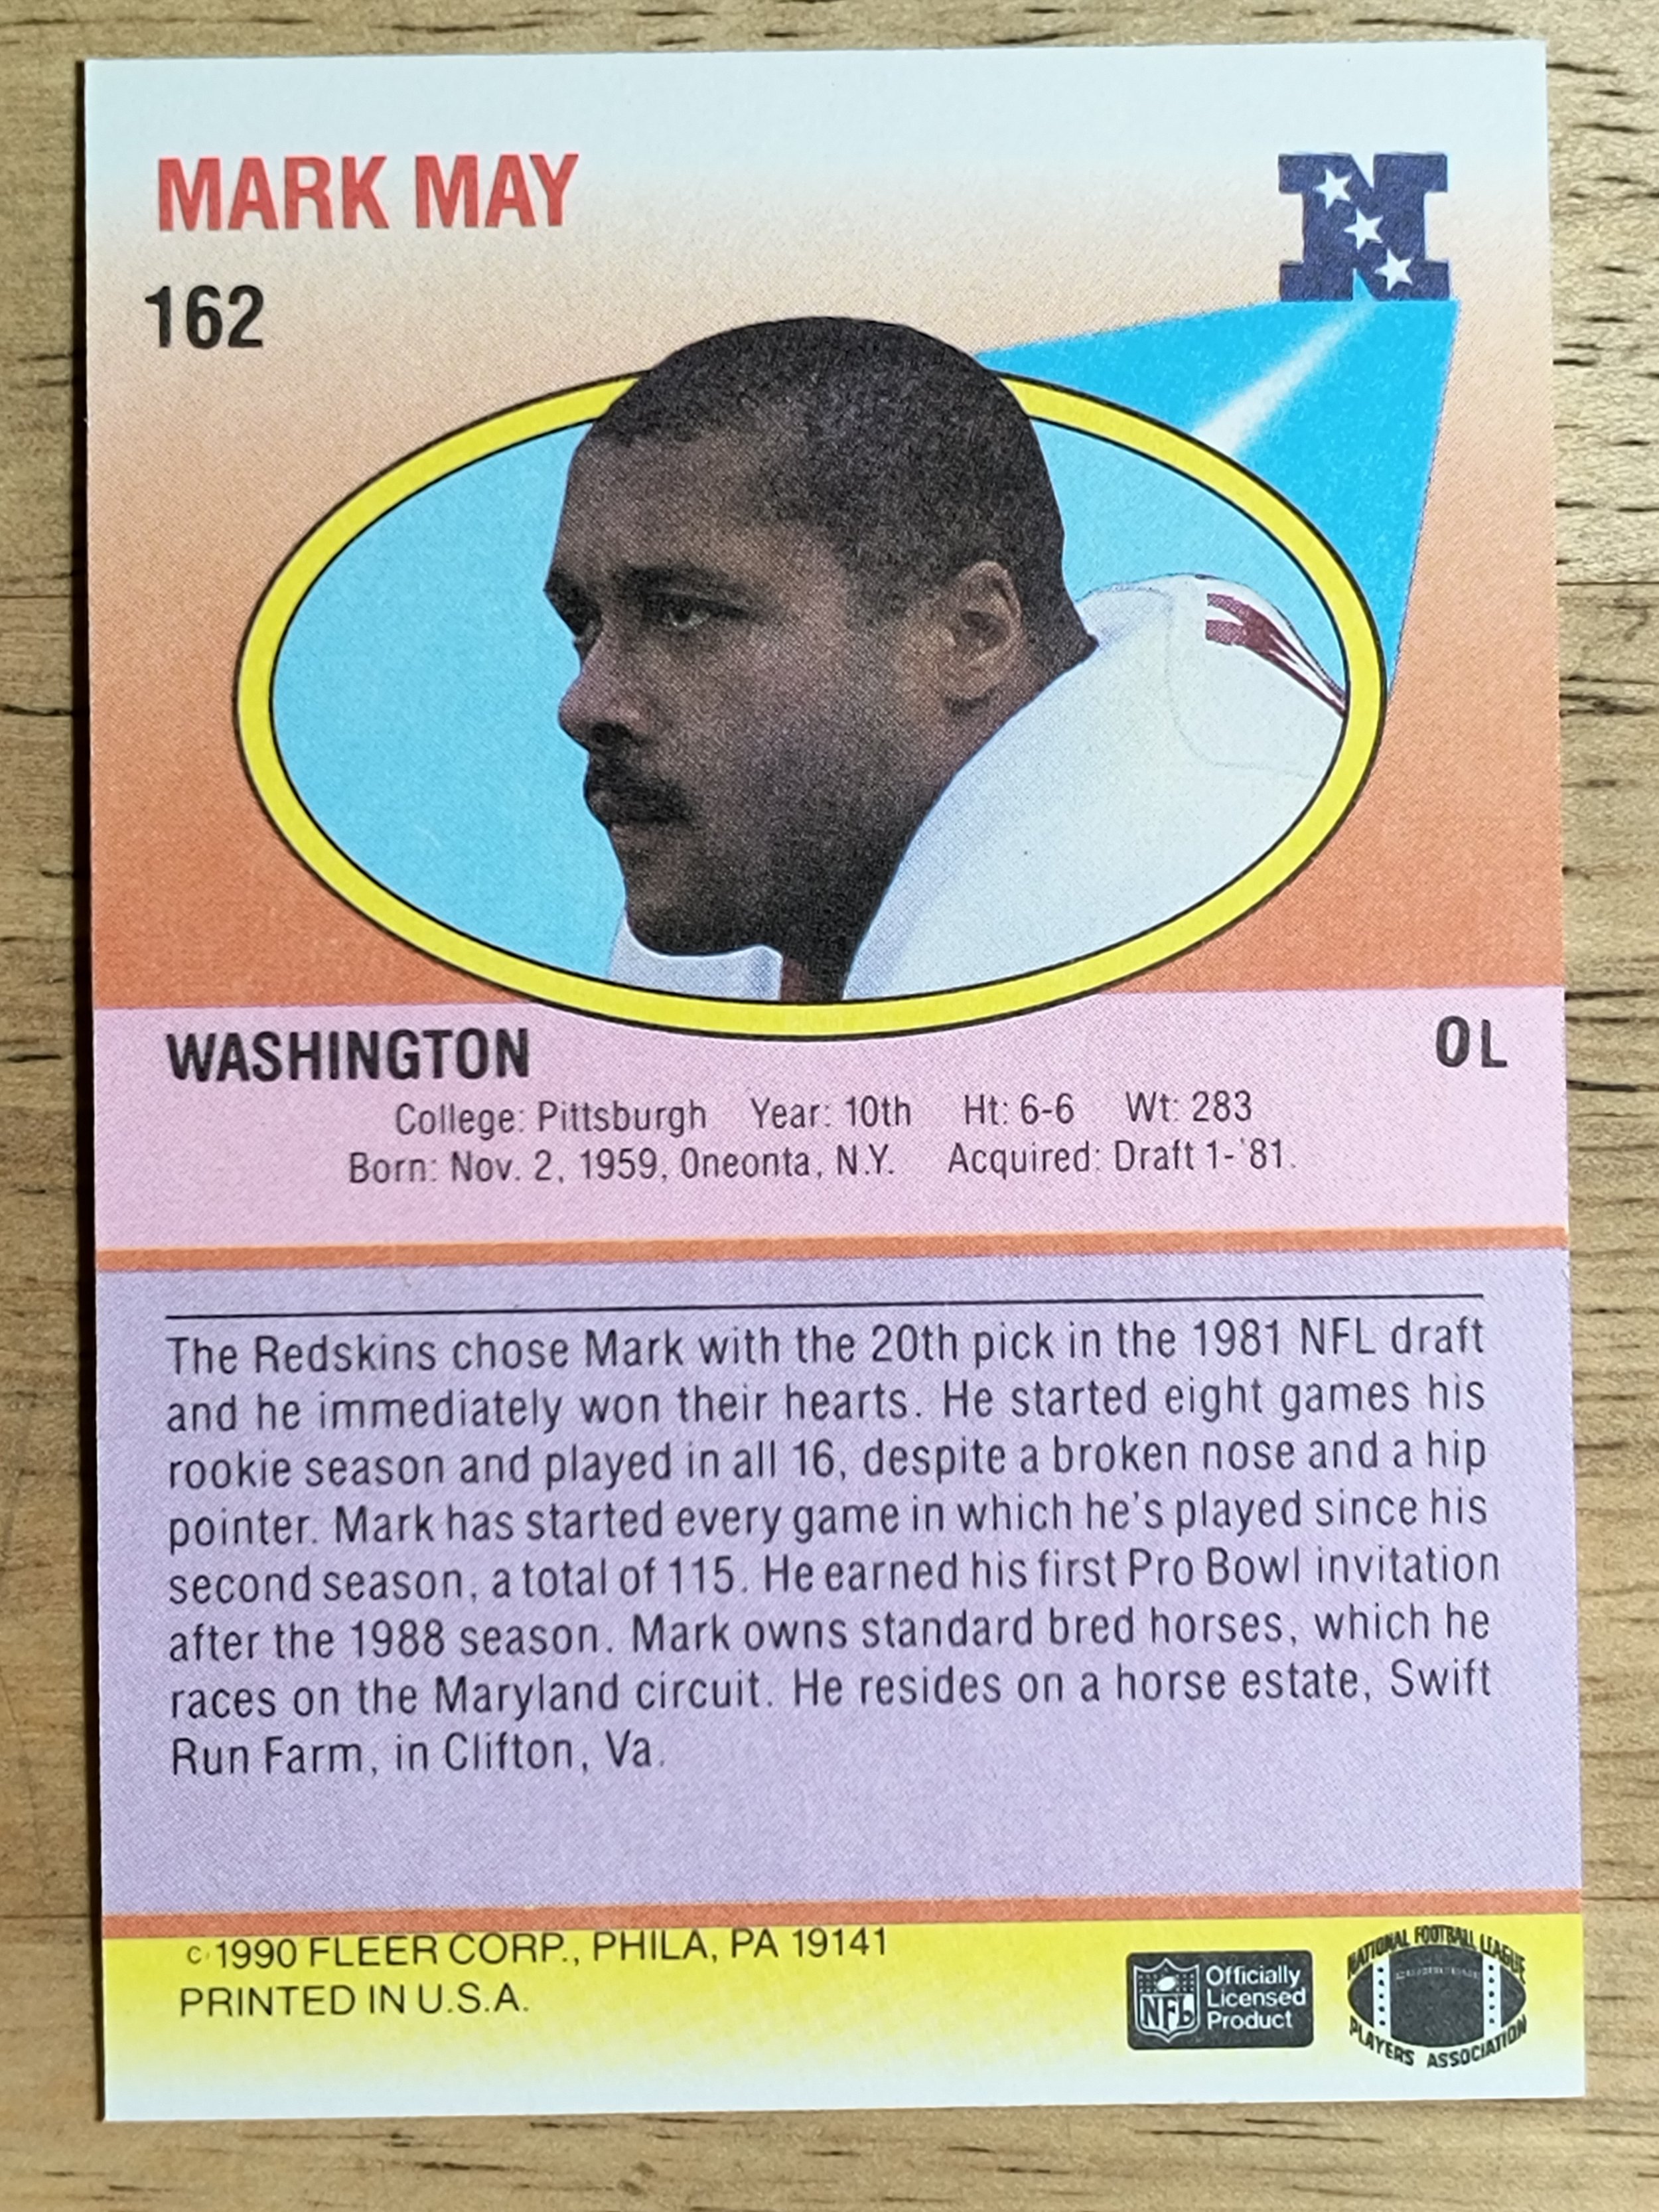 MARK MAY
162
N
WASHINGTON
OL
College: Pittsburgh Year: 10th Ht: 6-6 Wt: 283
Born: Nov. 2, 1959, Oneonta, N.Y. Acquired: Draft 1-'81.
The Redskins chose Mark with the 20th pick in the 1981 NFL draft
and he immediately won their hearts. He started eight games his
rookie season and played in all 16, despite a broken nose and a hip
pointer. Mark has started every game in which he's played since his
second season, a total of 115. He earned his first Pro Bowl invitation
after the 1988 season. Mark owns standard bred horses, which he
races on the Maryland circuit. He resides on a horse estate, Swift
Run Farm, in Clifton, Va.
c 1990 FLEER CORP., PHILA, PA 19141
PRINTED IN U.S.A.
NFL
Officially
Licensed
Product
NATIONAL FOOTBALL LEAGUE
PLAYERS ASSOCIATION